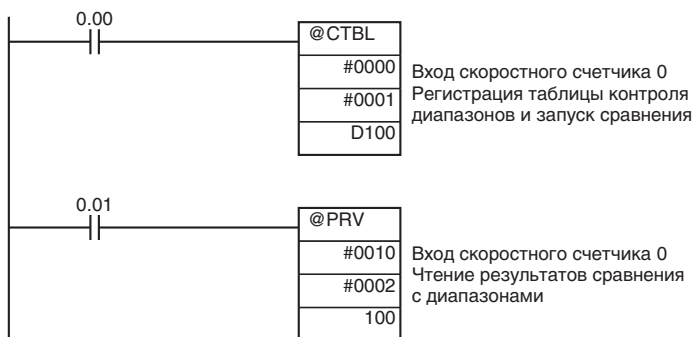 0.00
@CTBL
#0000
#0001
D100
Вход скоростного счетчика 0
Регистрация таблицы контроля
диапазонов и запуск сравнения
0.01
@PRV
#0010
#0002
100
Вход скоростного счетчика 0
Чтение результатов сравнения
с диапазонами